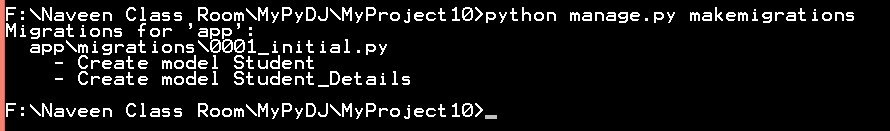 F:\Naveen Class Room\MyPyDJ\MyProject10>python manage.py makemigrations
Migrations for 'app':
  app\migrations\0001_initial.py
    - Create model Student
    - Create model Student_Details
F:\Naveen Class Room\MyPyDJ\MyProject10>_